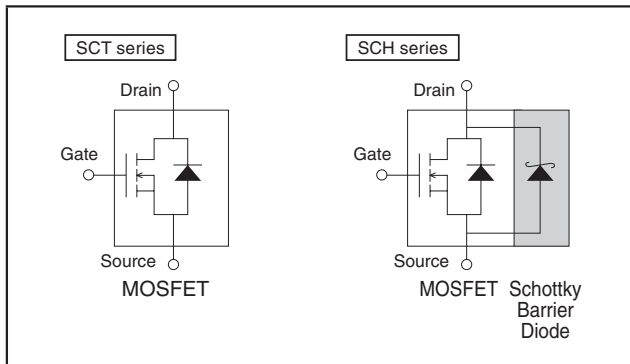 SCT series
Drain
Gate
Source
MOSFET
SCH series
Drain
Gate
Source
MOSFET
Schottky
Barrier
Diode